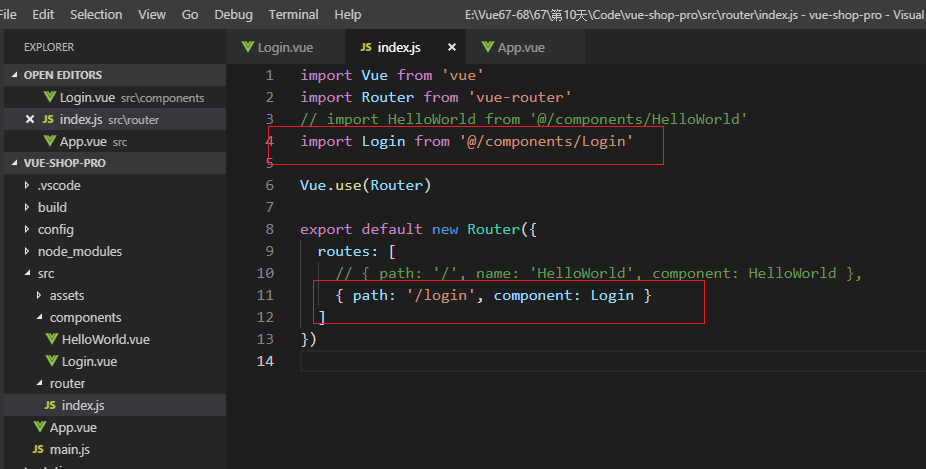 File Edit Selection View Go Debug Terminal Help E:\Vue67-68\67\第10天\Code\vue-shop-pro\src\router\index.js - vue-shop-pro - Visual
EXPLORER
Login.vue JS index.js × App.vue
OPEN EDITORS
Login.vue src\components
× JS index.js src\router
App.vue src
VUE-SHOP-PRO
.vscode
build
config
node_modules
src
assets
components
HelloWorld.vue
Login.vue
router
JS index.js
App.vue
JS main.js
1 import Vue from 'vue'
2 import Router from 'vue-router'
3 // import HelloWorld from '@/components/HelloWorld'
4 import Login from '@/components/Login'
5
6 Vue.use(Router)
7
8 export default new Router({
9 routes: [
10 // { path: '/', name: 'HelloWorld', component: HelloWorld },
11 { path: '/login', component: Login }
12 ]
13 })
14